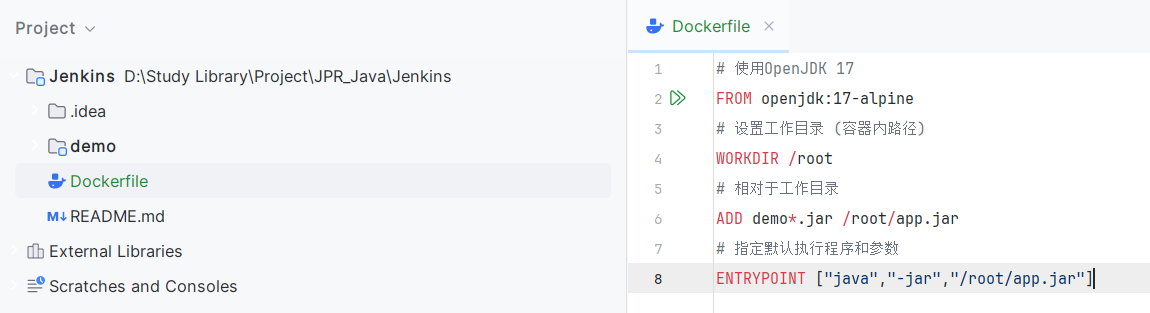 Project
Jenkins D:\Study Library\Project\JPR_Java\Jenkins
.idea
demo
Dockerfile
M↓ README.md
External Libraries
Scratches and Consoles
Dockerfile
1 # 使用OpenJDK 17
2 FROM openjdk:17-alpine
3 # 设置工作目录 (容器内路径)
4 WORKDIR /root
5 # 相对于工作目录
6 ADD demo*.jar /root/app.jar
7 # 指定默认执行程序和参数
8 ENTRYPOINT ["java","-jar","/root/app.jar"]